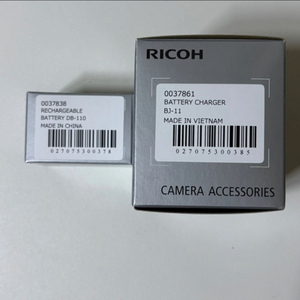 0037838
RECHARGEABLE
BATTERY DB-110
MADE IN CHINA
027075300378
RICOH
0037861
BATTERY CHARGER
BJ-11
MADE IN VIETNAM
027075300385
CAMERA ACCESSORIES